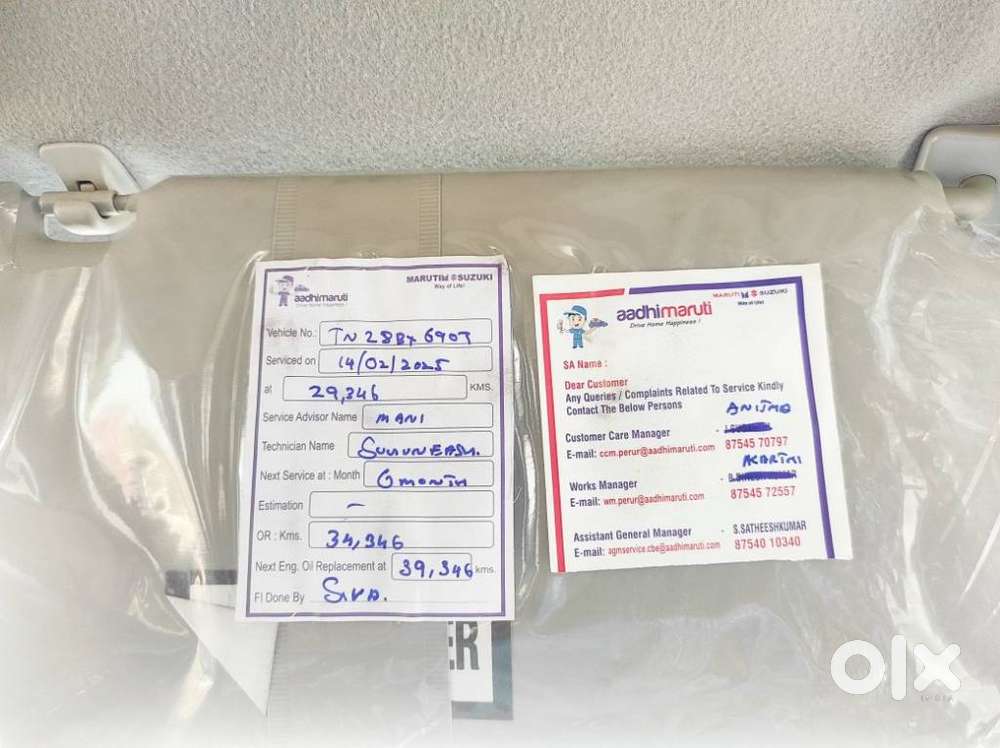 MARUTI SUZUKI
Way of Life!
aadhimaruti
Drive Home Happiness !
Vehicle No.:
Serviced on 14/02/2025
at 29,346 KMS.
Service Advisor Name MANI
Technician Name
Next Service at : Month 6 month
Estimation -
OR : Kms. 34,346
Next Eng. Oil Replacement at 39,346 kms.
FI Done By Siva.
MARUTI SUZUKI
Way of Life!
aadhimaruti
Drive Home Happiness !
SA Name :
Dear Customer
Any Queries / Complaints Related To Service Kindly
Contact The Below Persons
Customer Care Manager -
E-mail: ccm.perur@aadhimaruti.com 87545 70797
Works Manager -
E-mail: wm.perur@aadhimaruti.com 87545 72557
Assistant General Manager - S.SATHEESHKUMAR
E-mail: agmservice.cbe@aadhimaruti.com 87540 10340
ER
olx